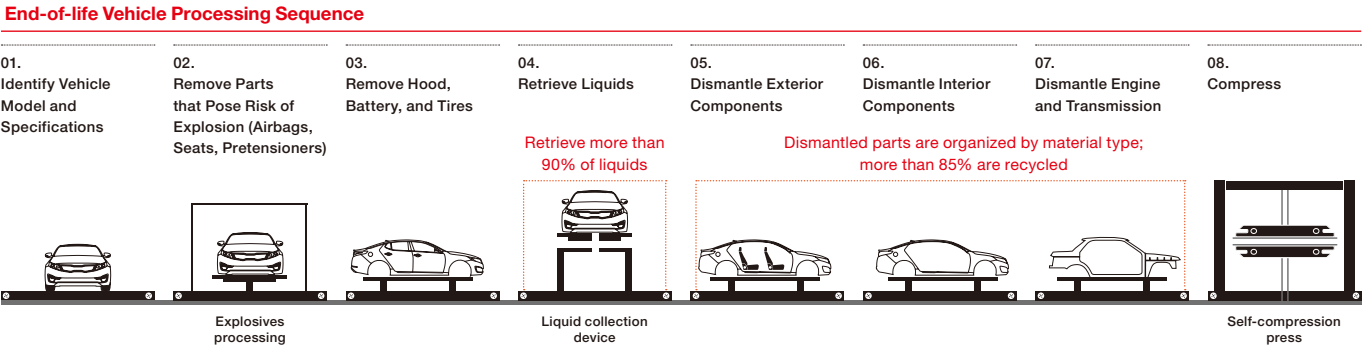 End-of-life Vehicle Processing Sequence
01.
Identify Vehicle
Model and
Specifications
02.
Remove Parts
that Pose Risk of
Explosion (Airbags,
Seats, Pretensioners)
03.
Remove Hood,
Battery, and Tires
04.
Retrieve Liquids
05.
Dismantle Exterior
Components
06.
Dismantle Interior
Components
07.
Dismantle Engine
and Transmission
08.
Compress
Retrieve more than
90% of liquids
Dismantled parts are organized by material type;
more than 85% are recycled
Explosives
processing
Liquid collection
device
Self-compression
press